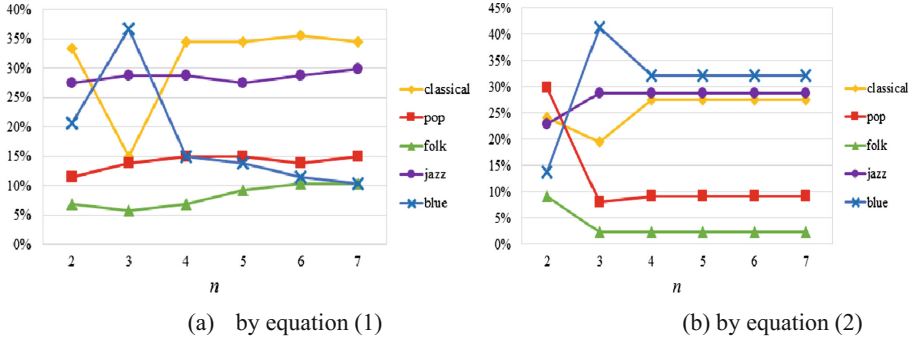 40%
35%
30%
25%
20%
15%
10%
5%
0%
2 3 4 5 6 7
n
classical
pop
folk
jazz
blue
(a) by equation (1)
45%
40%
35%
30%
25%
20%
15%
10%
5%
0%
2 3 4 5 6 7
n
classical
pop
folk
jazz
blue
(b) by equation (2)